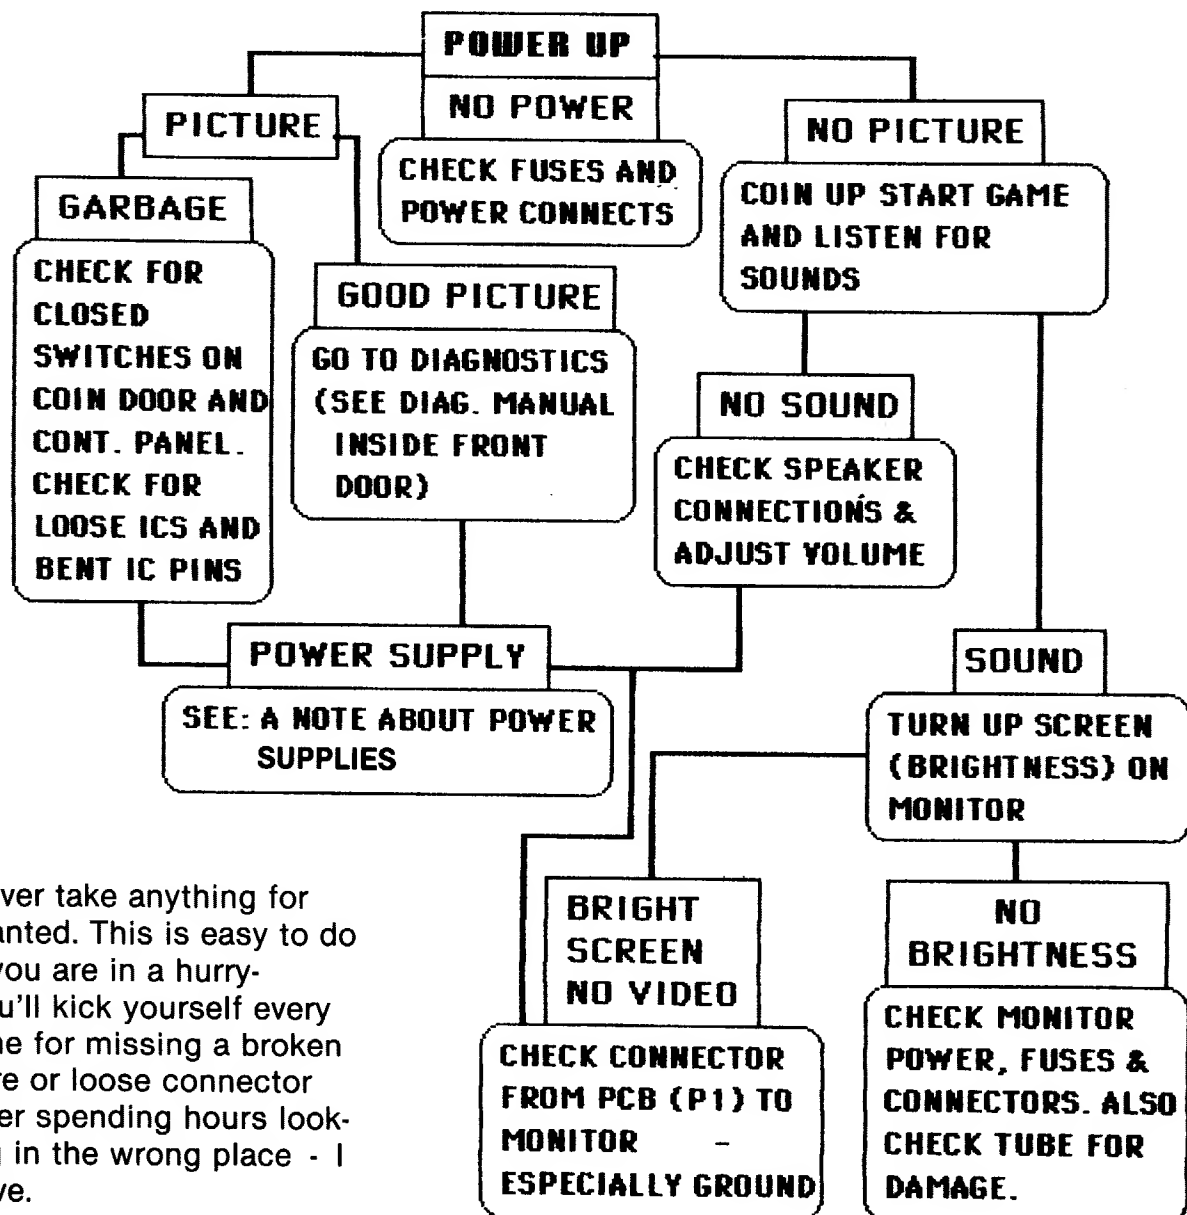 POWER UP
NO POWER
CHECK FUSES AND
POWER CONNECTS
PICTURE
GARBAGE
CHECK FOR
CLOSED
SWITCHES ON
COIN DOOR AND
CONT. PANEL.
CHECK FOR
LOOSE ICS AND
BENT IC PINS
GOOD PICTURE
GO TO DIAGNOSTICS
(SEE DIAG. MANUAL
INSIDE FRONT
DOOR)
NO PICTURE
COIN UP START GAME
AND LISTEN FOR
SOUNDS
NO SOUND
CHECK SPEAKER
CONNECTIONS &
ADJUST VOLUME
POWER SUPPLY
SEE: A NOTE ABOUT POWER
SUPPLIES
SOUND
TURN UP SCREEN
(BRIGHTNESS) ON
MONITOR
BRIGHT
SCREEN
NO VIDEO
CHECK CONNECTOR
FROM PCB (P1) TO
MONITOR -
ESPECIALLY GROUND
NO
BRIGHTNESS
CHECK MONITOR
POWER, FUSES &
CONNECTORS. ALSO
CHECK TUBE FOR
DAMAGE.
ver take anything for
anted. This is easy to do
you are in a hurry-
u'll kick yourself every
ne for missing a broken
re or loose connector
er spending hours look-
g in the wrong place - I
ve.